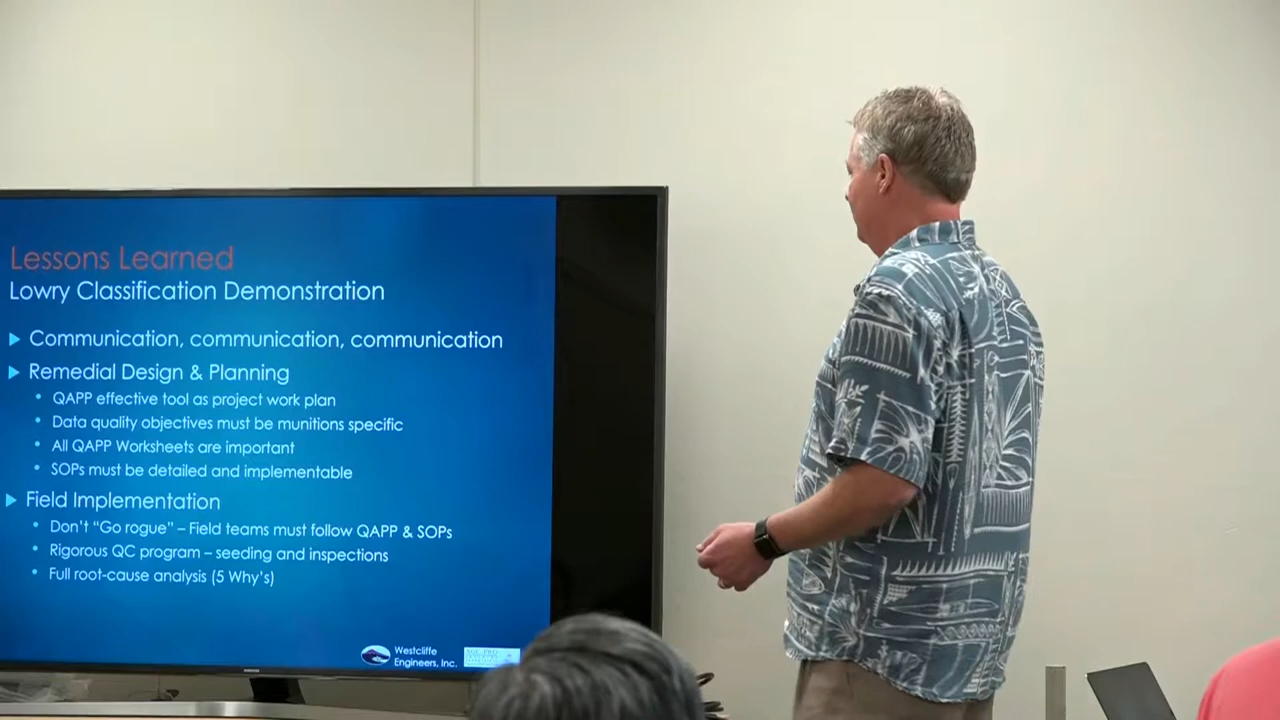 Lessons Learned
Lowry Classification Demonstration
Communication, communication, communication
Remedial Design & Planning
QAPP effective tool as project work plan
Data quality objectives must be munitions specific
All QAPP Worksheets are important
SOPs must be detailed and implementable
Field Implementation
Don't "Go rogue" – Field teams must follow QAPP & SOPs
Rigorous QC program – seeding and inspections
Full root-cause analysis (5 Why's)
Westcliffe
Engineers, Inc.